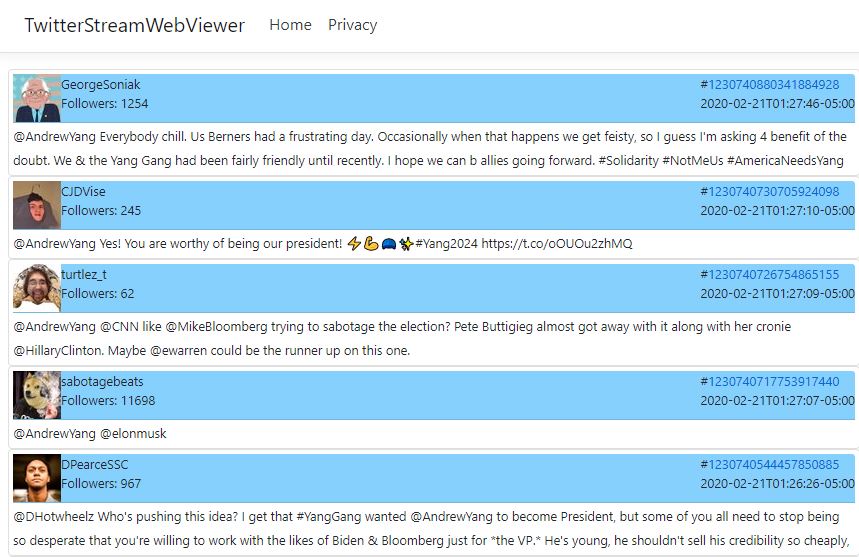 TwitterStreamWebViewer Home Privacy
GeorgeSoniak #1230740880341884928
Followers: 1254 2020-02-21T01:27:46-05:00
@AndrewYang Everybody chill. Us Berners had a frustrating day. Occasionally when that happens we get feisty, so I guess I'm asking 4 benefit of the
doubt. We & the Yang Gang had been fairly friendly until recently. I hope we can b allies going forward. #Solidarity #NotMeUs #AmericaNeedsYang
CJDVise #1230740730705924098
Followers: 245 2020-02-21T01:27:10-05:00
@AndrewYang Yes! You are worthy of being our president! ⚡💪🧢✨#Yang2024 https://t.co/oOUOu2zhMQ
turtlez_t #1230740726754865155
Followers: 62 2020-02-21T01:27:09-05:00
@AndrewYang @CNN like @MikeBloomberg trying to sabotage the election? Pete Buttigieg almost got away with it along with her cronie
@HillaryClinton. Maybe @ewarren could be the runner up on this one.
sabotagebeats #1230740717753917440
Followers: 11698 2020-02-21T01:27:07-05:00
@AndrewYang @elonmusk
DPearceSSC #1230740544457850885
Followers: 967 2020-02-21T01:26:26-05:00
@DHotwheelz Who's pushing this idea? I get that #YangGang wanted @AndrewYang to become President, but some of you all need to stop being
so desperate that you're willing to work with the likes of Biden & Bloomberg just for *the VP.* He's young, he shouldn't sell his credibility so cheaply,